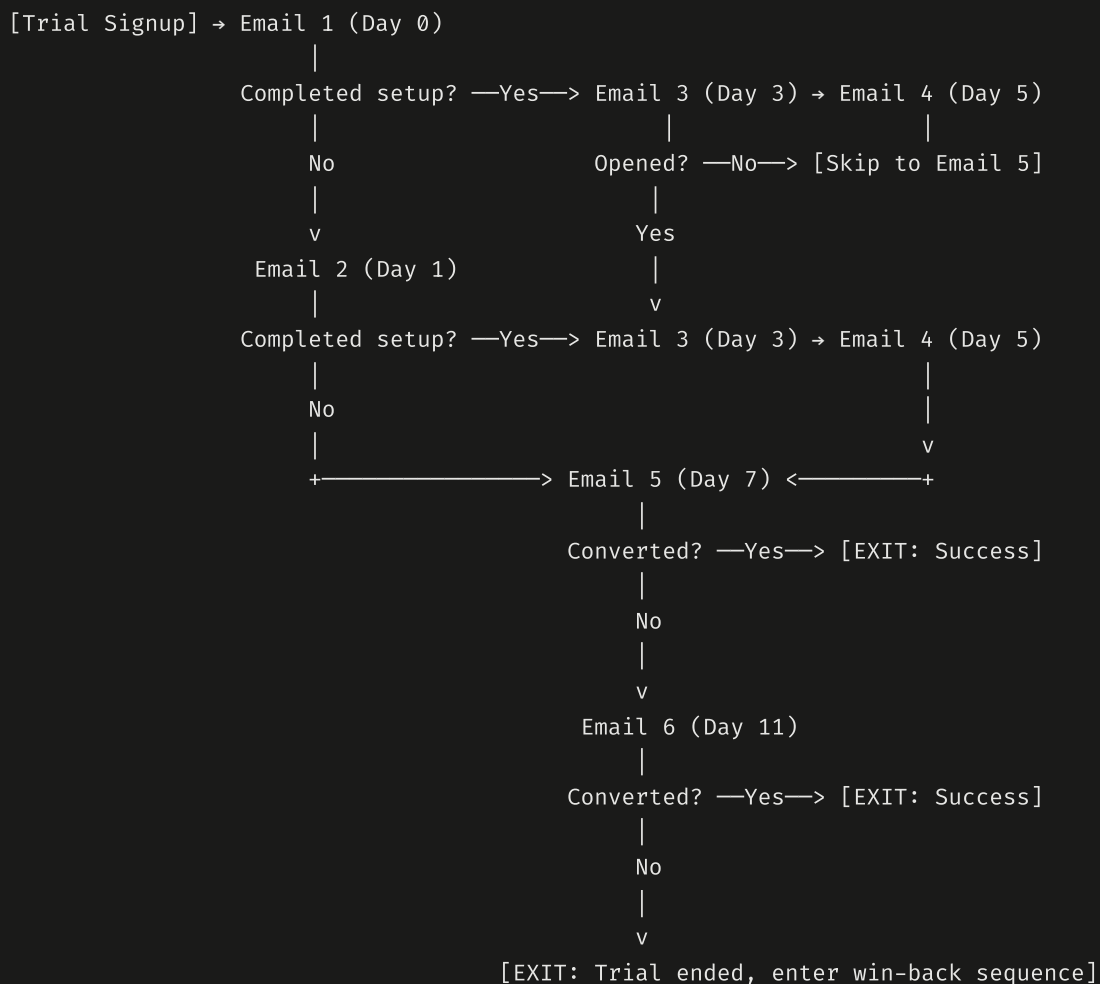 [Trial Signup] → Email 1 (Day 0)
|
Completed setup? ──Yes──> Email 3 (Day 3) → Email 4 (Day 5)
| | |
No Opened? ──No──> [Skip to Email 5]
| |
v Yes
Email 2 (Day 1) |
| v
Completed setup? ──Yes──> Email 3 (Day 3) → Email 4 (Day 5)
| |
No |
| v
+────────────────> Email 5 (Day 7) <─────────+
|
Converted? ──Yes──> [EXIT: Success]
|
No
|
v
Email 6 (Day 11)
|
Converted? ──Yes──> [EXIT: Success]
|
No
|
v
[EXIT: Trial ended, enter win-back sequence]